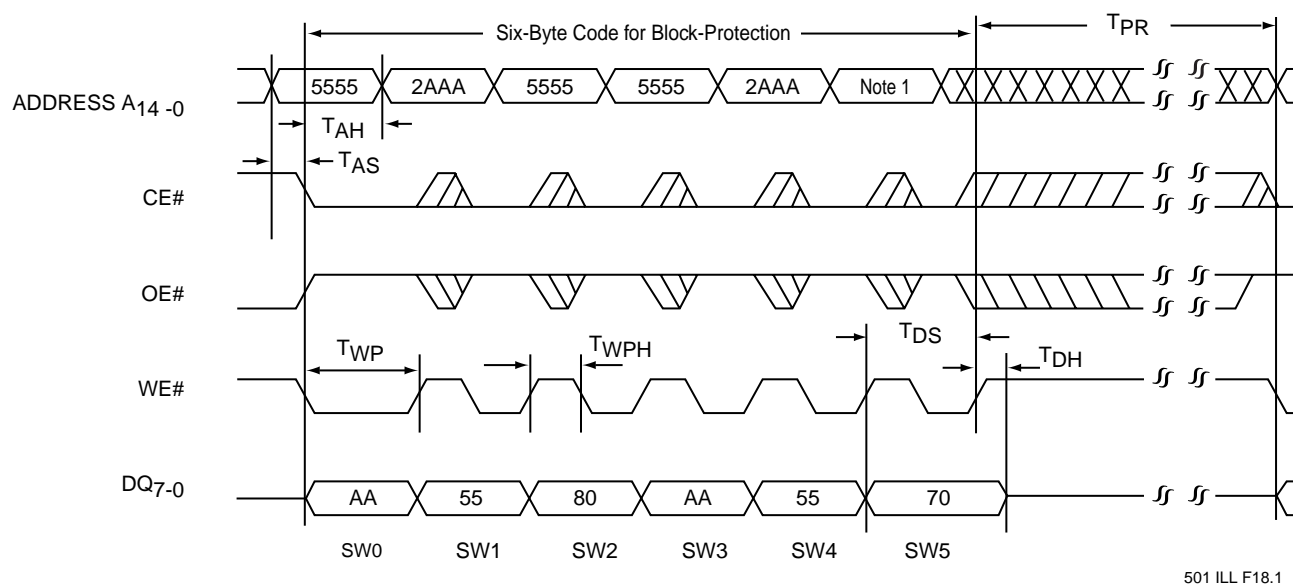 Six-Byte Code for Block-Protection
TPR
ADDRESS A14-0
5555 2AAA 5555 5555 2AAA Note 1
TAH
TAS
CE#
OE#
TDS
TWP TWPH TDH
WE#
DQ7-0
AA 55 80 AA 55 70
SW0 SW1 SW2 SW3 SW4 SW5
501 ILL F18.1